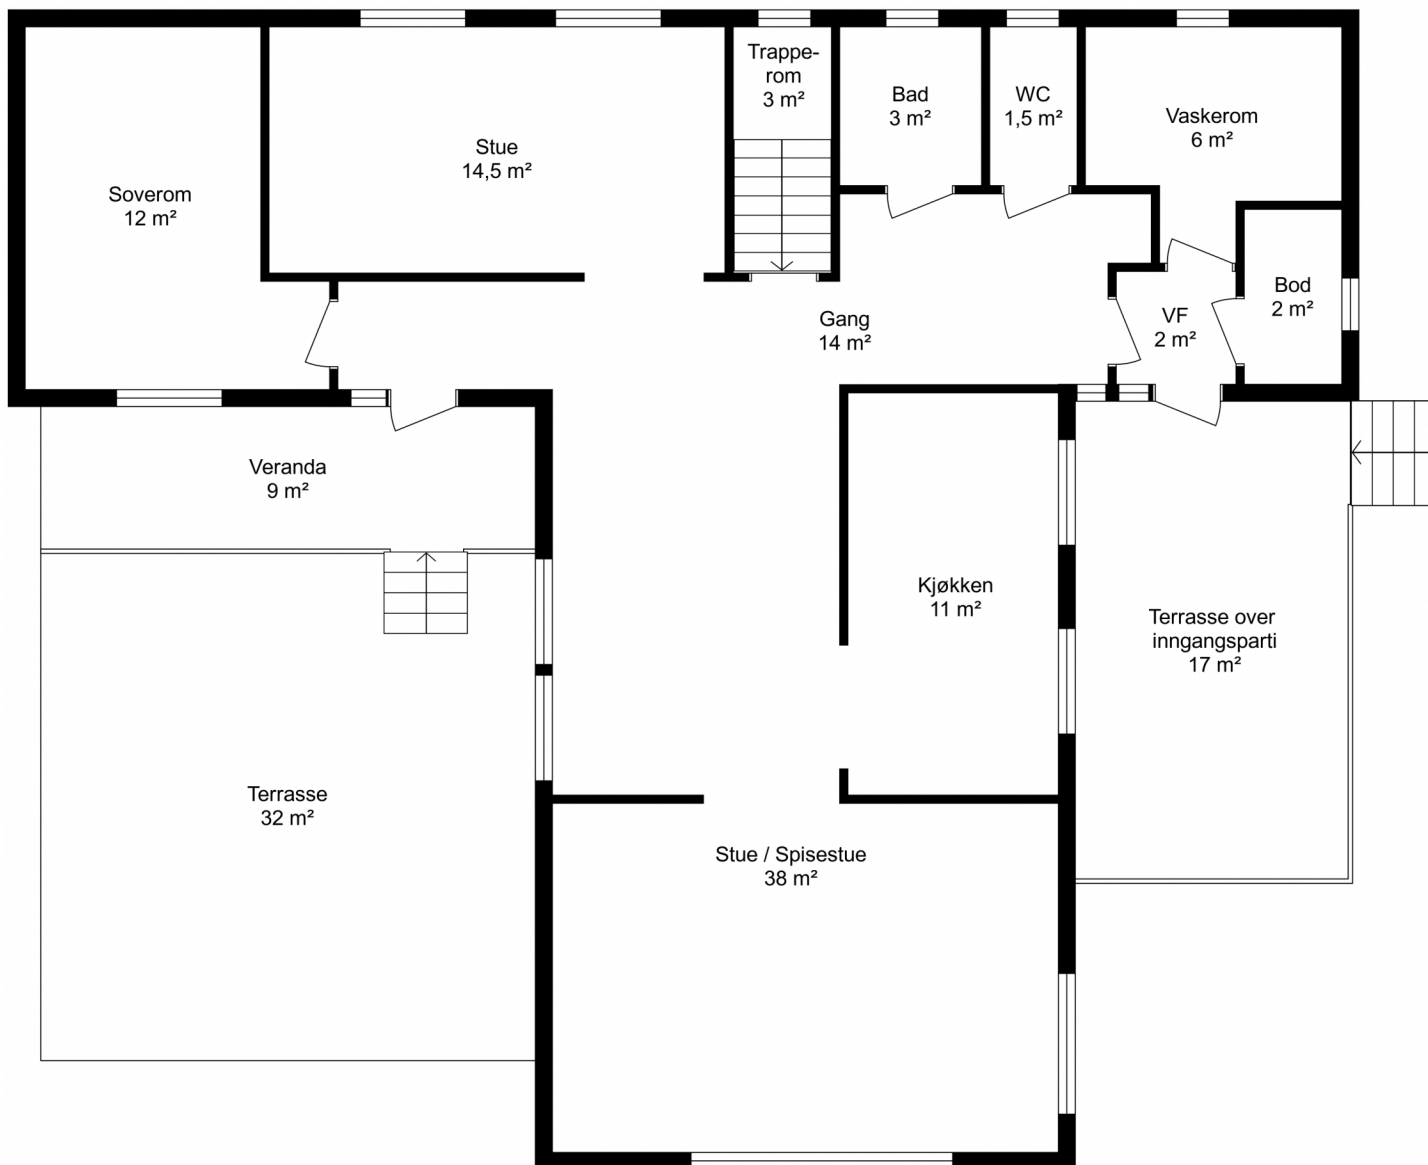 Trappe-
rom
3 m²
Bad
3 m²
WC
1,5 m²
Vaskerom
6 m²
Stue
14,5 m²
Soverom
12 m²
Bod
2 m²
VF
2 m²
Gang
14 m²
Veranda
9 m²
Kjøkken
11 m²
Terrasse over
inngangsparti
17 m²
Terrasse
32 m²
Stue / Spisestue
38 m²